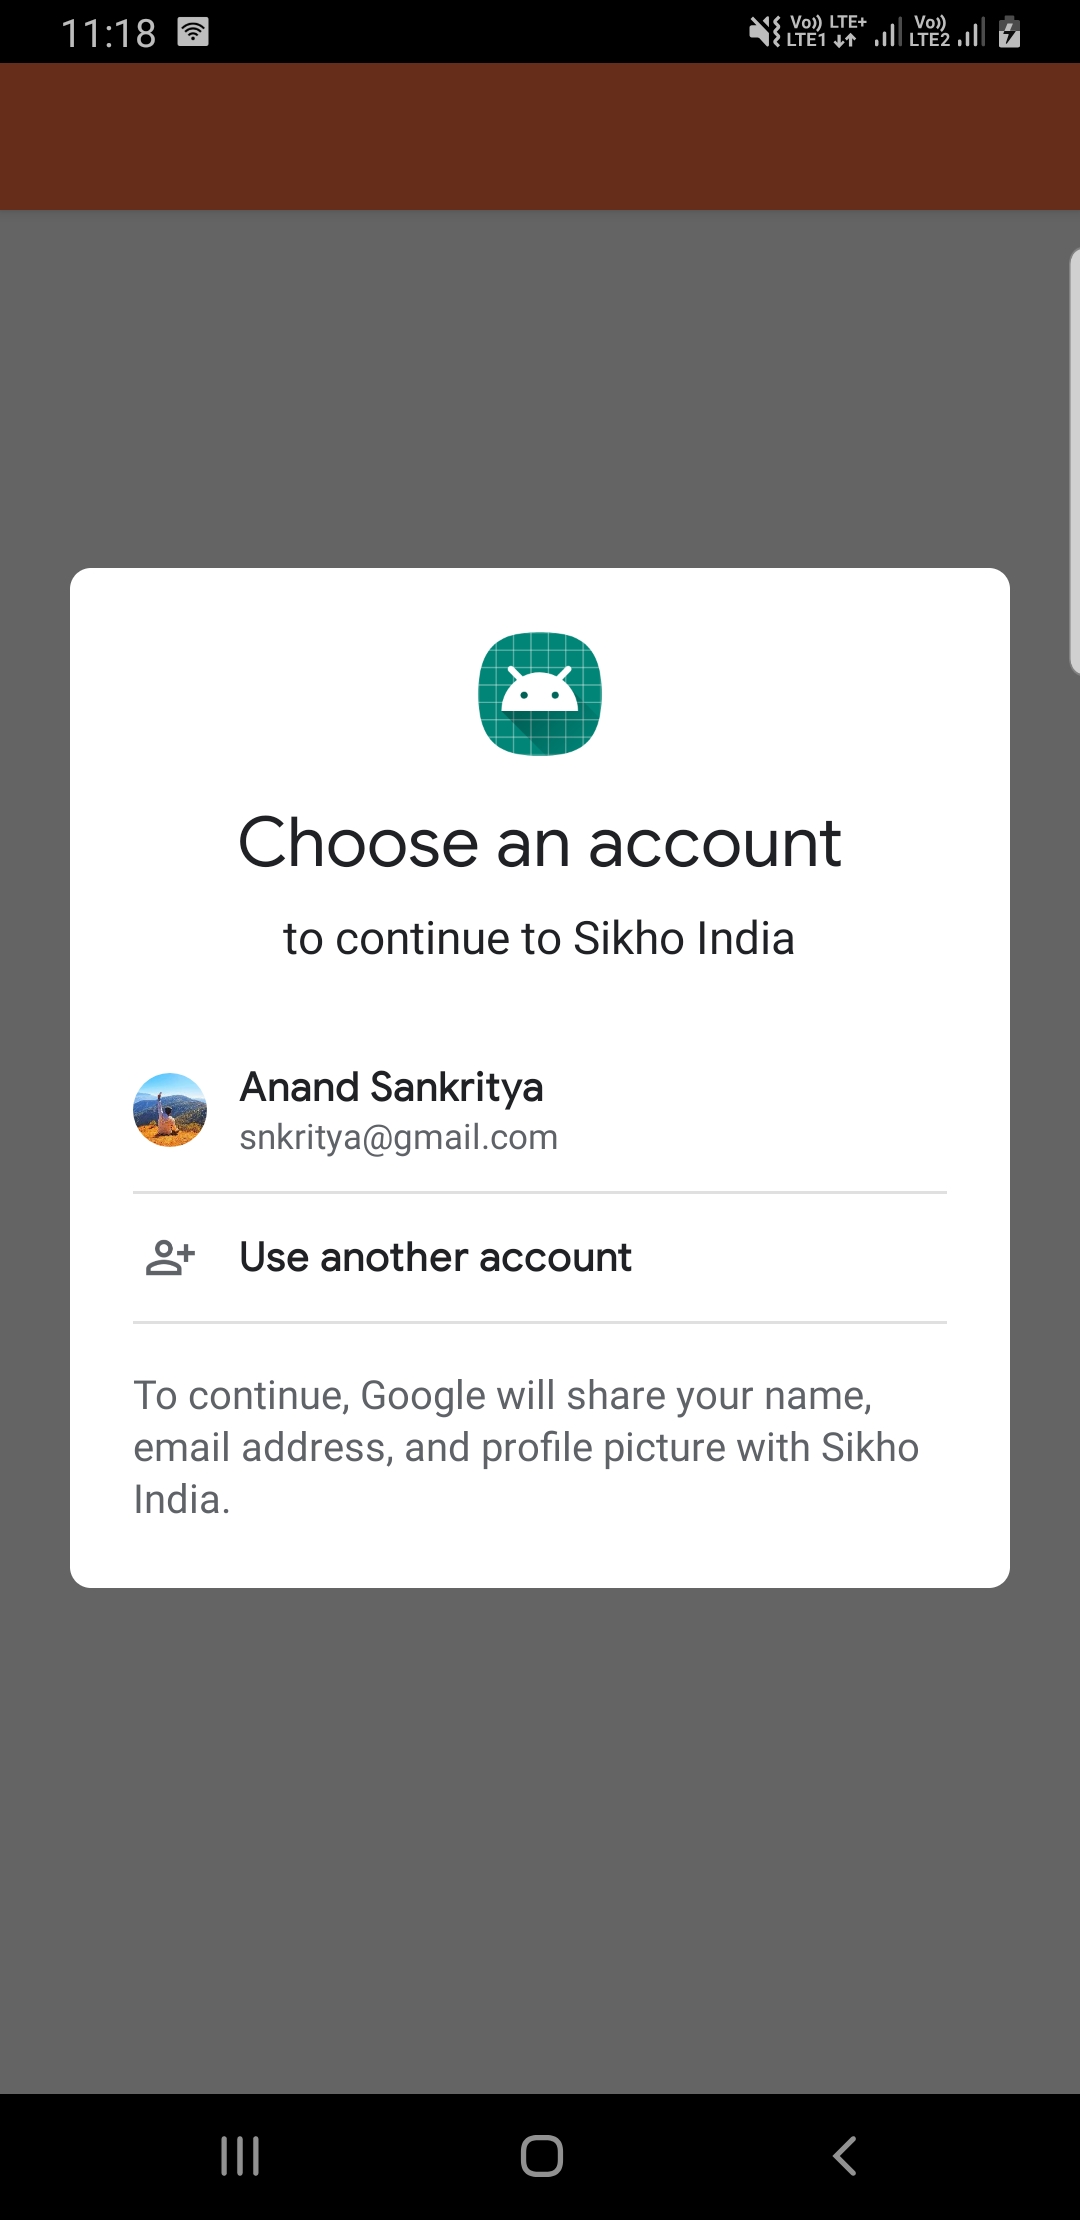 11:18
Vo)) LTE+ Vo))
LTE1 LTE2
Choose an account
to continue to Sikho India
Anand Sankritya
snkritya@gmail.com
Use another account
To continue, Google will share your name,
email address, and profile picture with Sikho
India.